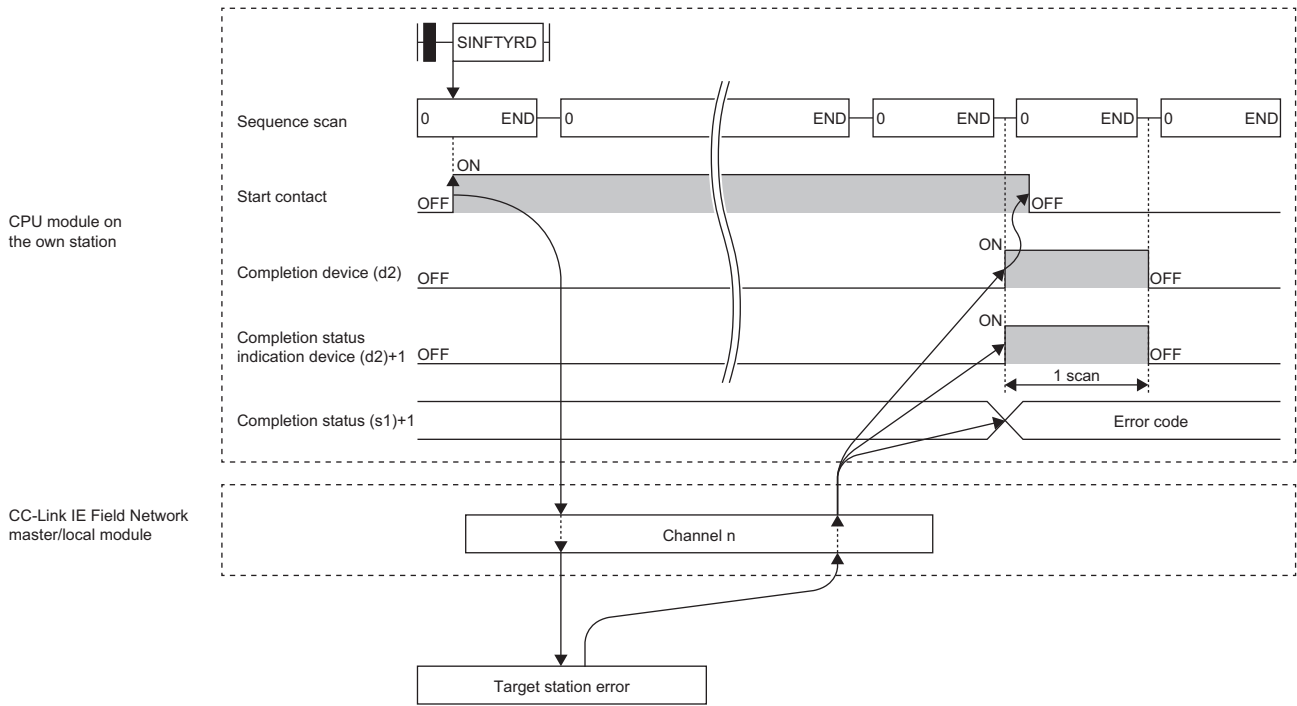 SINFTYRD
Sequence scan
0 END 0 END 0 END 0 END 0 END
ON
Start contact
OFF
OFF
CPU module on
the own station
ON
Completion device (d2)
OFF
OFF
ON
Completion status
indication device (d2)+1
OFF
OFF
1 scan
Completion status (s1)+1
Error code
CC-Link IE Field Network
master/local module
Channel n
Target station error